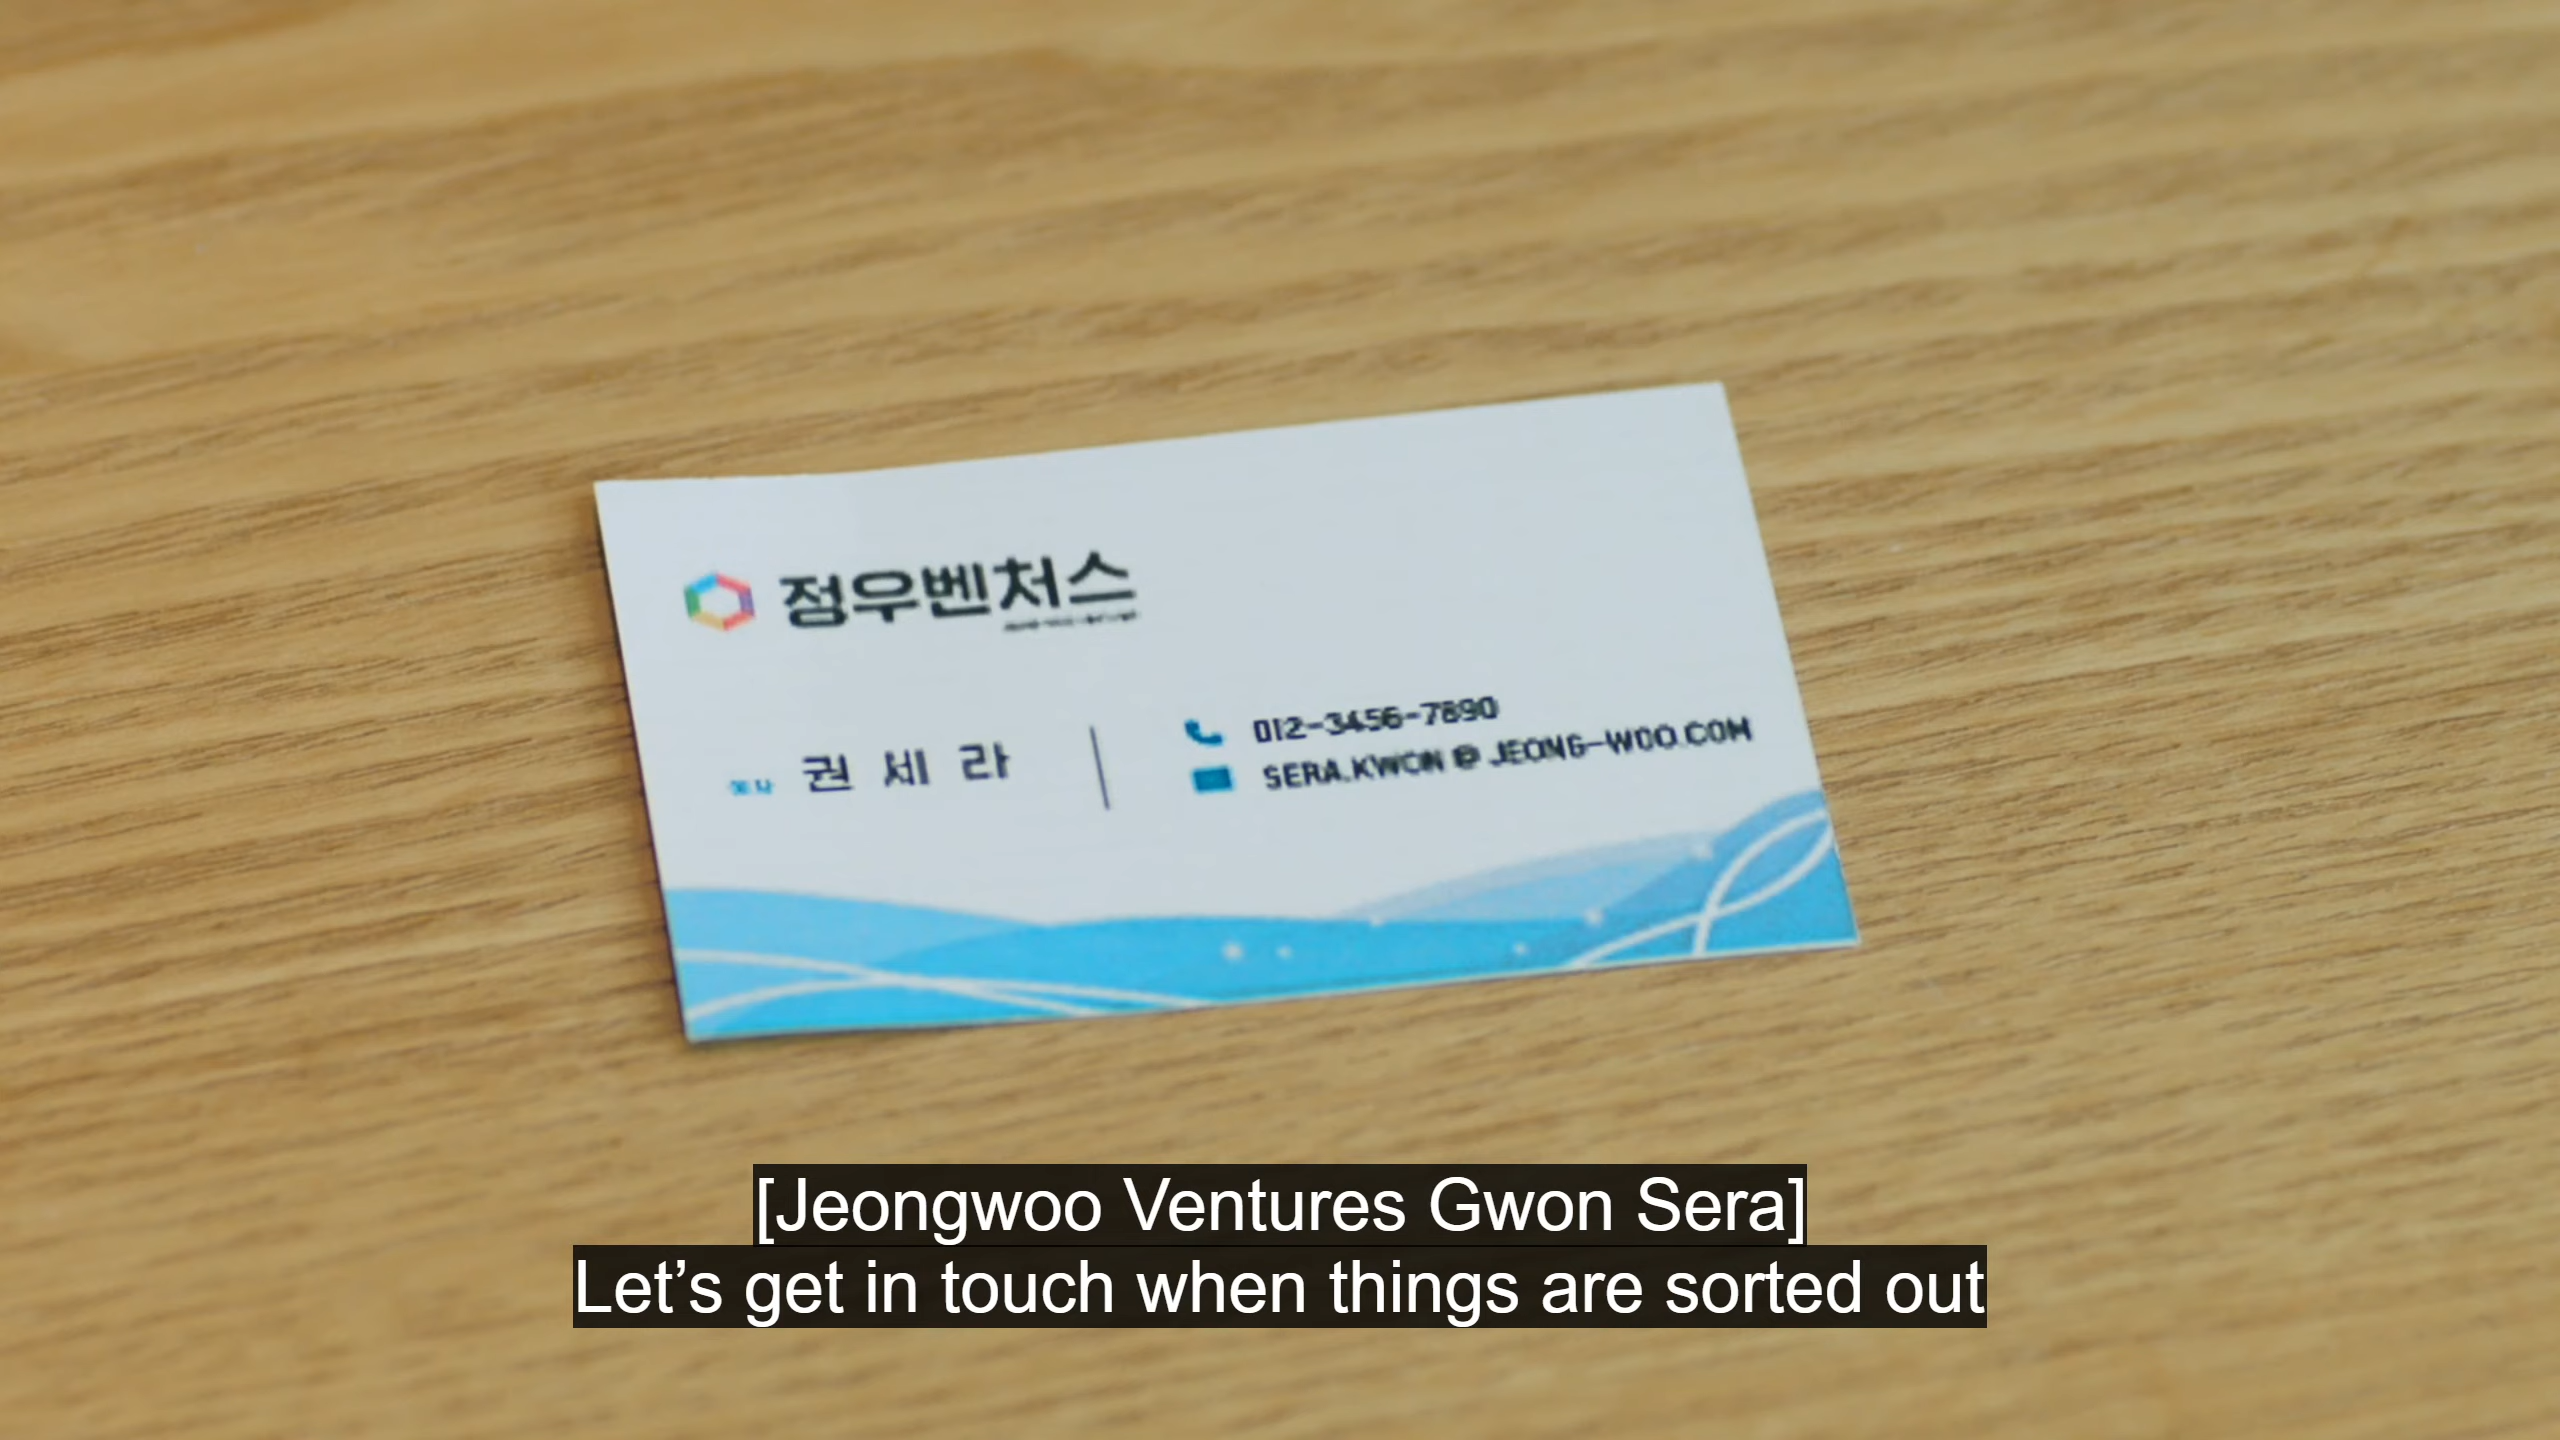 정우벤처스
권 세 라
012-3456-7890
SERA.KWON @ JEONG-WOO.COM
[Jeongwoo Ventures Gwon Sera]
Let’s get in touch when things are sorted out